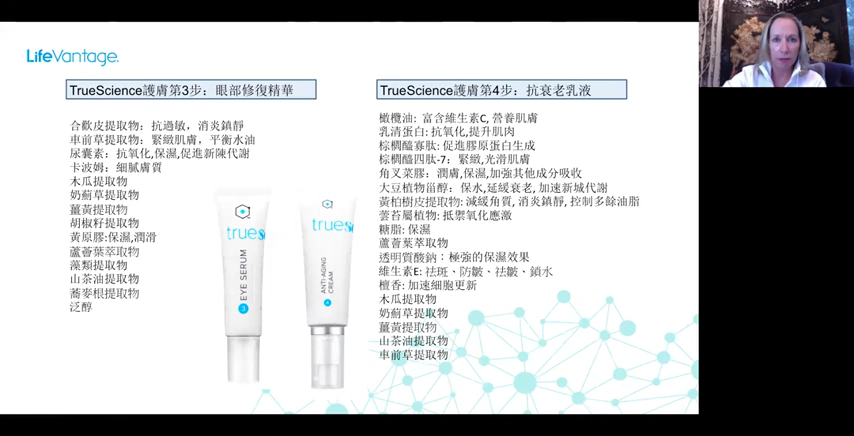 LifeVantage.
TrueScience護膚第3步：眼部修復精華
合歡皮提取物：抗過敏，消炎鎮靜
車前草提取物：緊緻肌膚，平衡水油
尿囊素：抗氧化,保濕,促進新陳代謝
卡波姆：細膩膚質
木瓜提取物
奶薊草提取物
薑黃提取物
胡椒籽提取物
黃原膠:保濕,潤滑
蘆薈葉萃取物
藻類提取物
山茶油提取物
蕎麥根提取物
泛醇
trues
EYE SERUM
3
trues
ANTI-AGING
CREAM
4
TrueScience護膚第4步：抗衰老乳液
橄欖油: 富含維生素C, 營養肌膚
乳清蛋白: 抗氧化,提升肌肉
棕櫚醯寡肽: 促進膠原蛋白生成
棕櫚醯四肽-7：緊緻,光滑肌膚
角叉菜膠：潤膚,保濕,加強其他成分吸收
大豆植物甾醇：保水,延緩衰老, 加速新城代謝
黃柏樹皮提取物: 減緩角質, 消炎鎮靜, 控制多餘油脂
蕓苔屬植物: 抵禦氧化應激
糖脂: 保濕
蘆薈葉萃取物
透明質酸鈉：極強的保濕效果
維生素E: 祛斑、防皺、祛皺、鎖水
檀香: 加速細胞更新
木瓜提取物
奶薊草提取物
薑黃提取物
山茶油提取物
車前草提取物